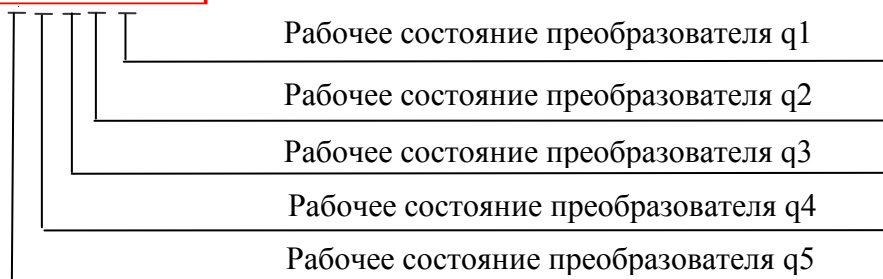 Рабочее состояние преобразователя q1
Рабочее состояние преобразователя q2
Рабочее состояние преобразователя q3
Рабочее состояние преобразователя q4
Рабочее состояние преобразователя q5